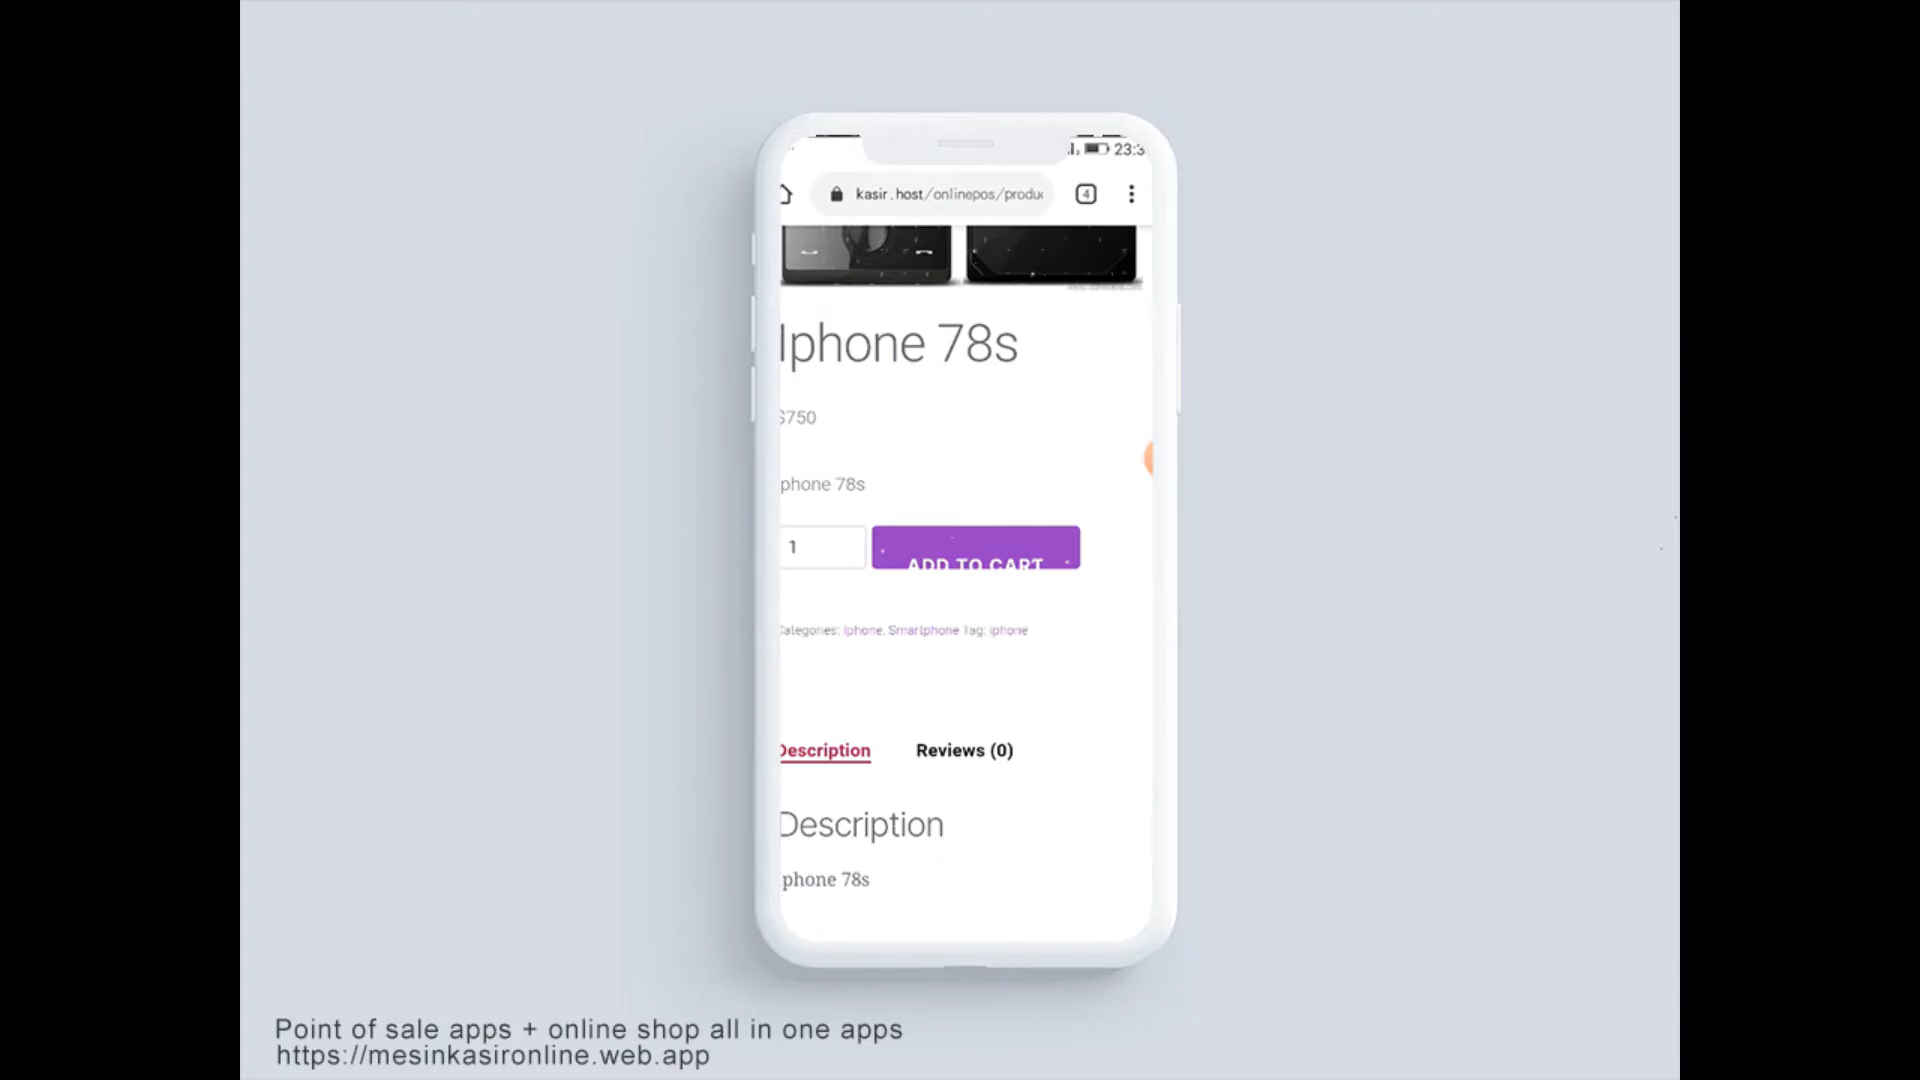 23:3
kasir.host/onlinepos/produc
4
Iphone 78s
$750
phone 78s
1
ADD TO CART
Categories: Iphone, Smartphone Tag: iphone
Description
Reviews (0)
Description
phone 78s
Point of sale apps + online shop all in one apps
https://mesinkasironline.web.app